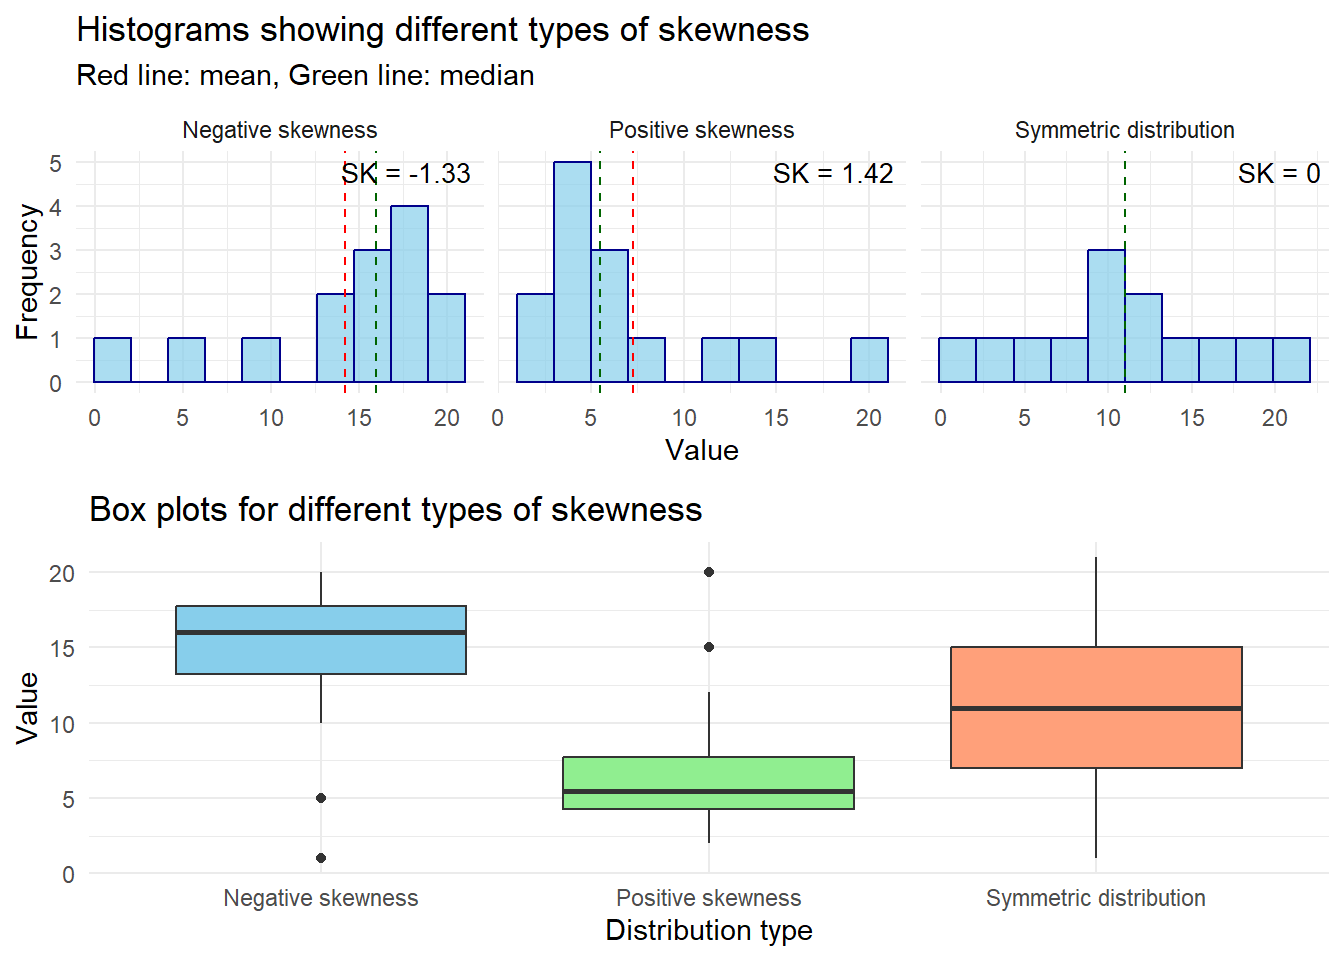 Histograms showing different types of skewness
Red line: mean, Green line: median
Negative skewness
Positive skewness
Symmetric distribution
SK = -1.33
SK = 1.42
SK = 0
Frequency
5
4
3
2
1
0
0 5 10 15 20
0 5 10 15 20
0 5 10 15 20
Value
Box plots for different types of skewness
Value
20
15
10
5
0
Negative skewness
Positive skewness
Symmetric distribution
Distribution type